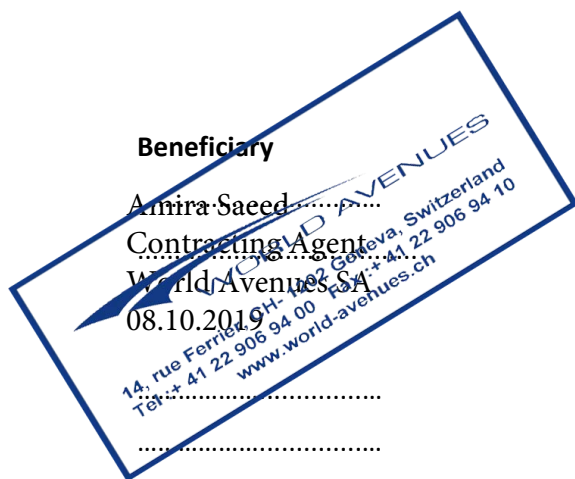 Beneficiary
Amira Saeed
Contracting Agent
World Avenues SA
08.10.2019
WORLD AVENUES
14, rue Ferrier, CH- 1202 Geneva, Switzerland
Tel :+ 41 22 906 94 00 Fax :+ 41 22 906 94 10
www.world-avenues.ch